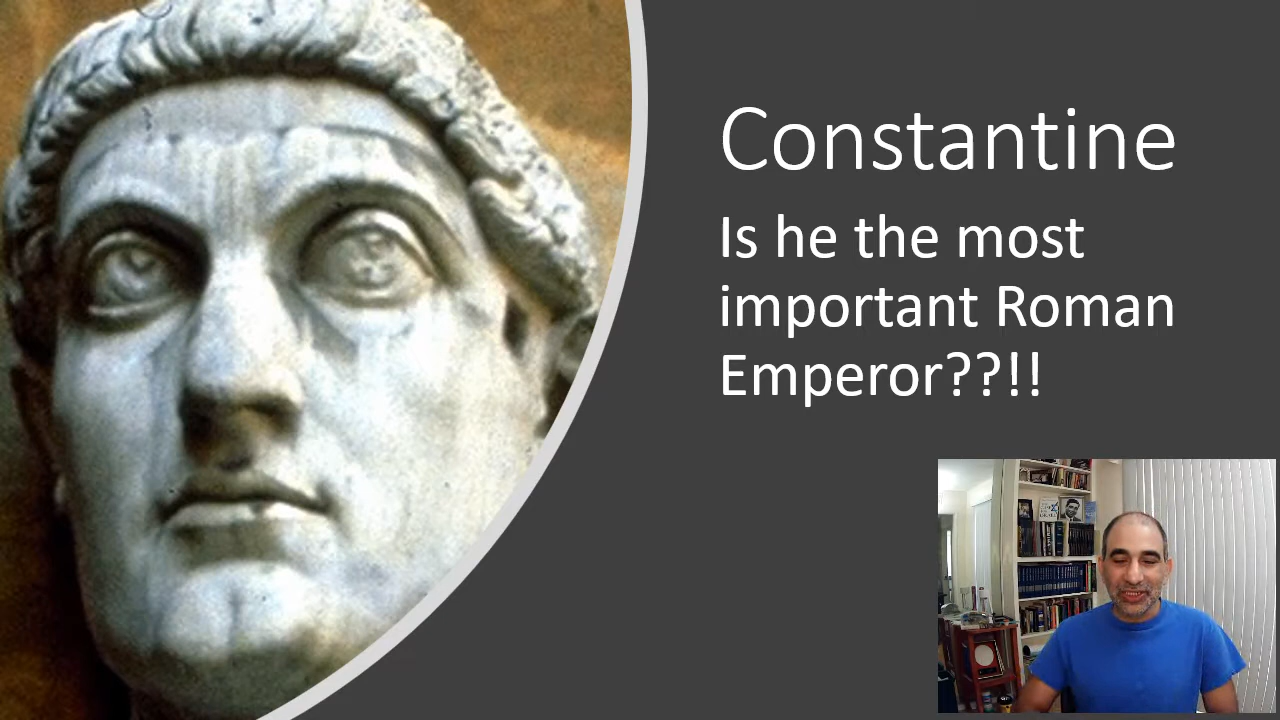 Constantine
Is he the most
important Roman
Emperor??!!